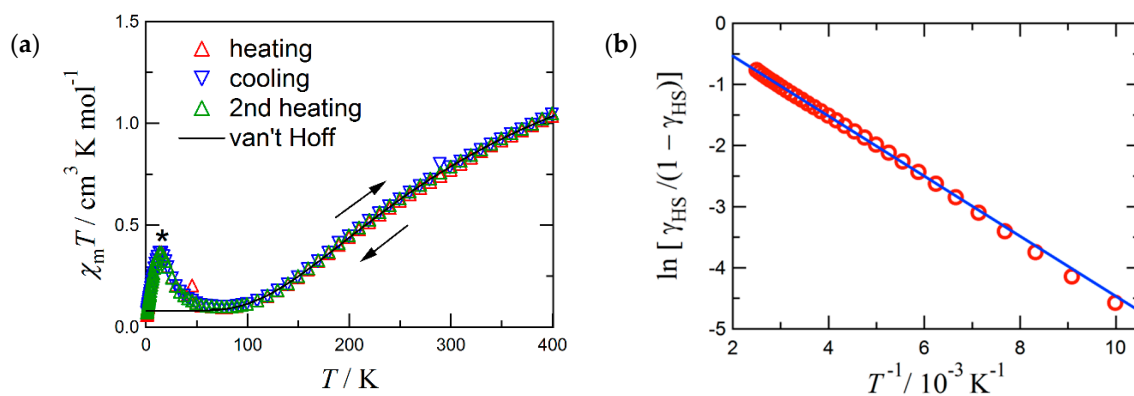 (a)
χmT / cm³ K mol⁻¹
1.5
1.0
0.5
0.0
heating
cooling
2nd heating
van't Hoff
*
0 100 200 300 400
T / K
(b)
ln [ γHS /(1 − γHS)]
0
-1
-2
-3
-4
-5
2 4 6 8 10
T⁻¹/ 10⁻³ K⁻¹